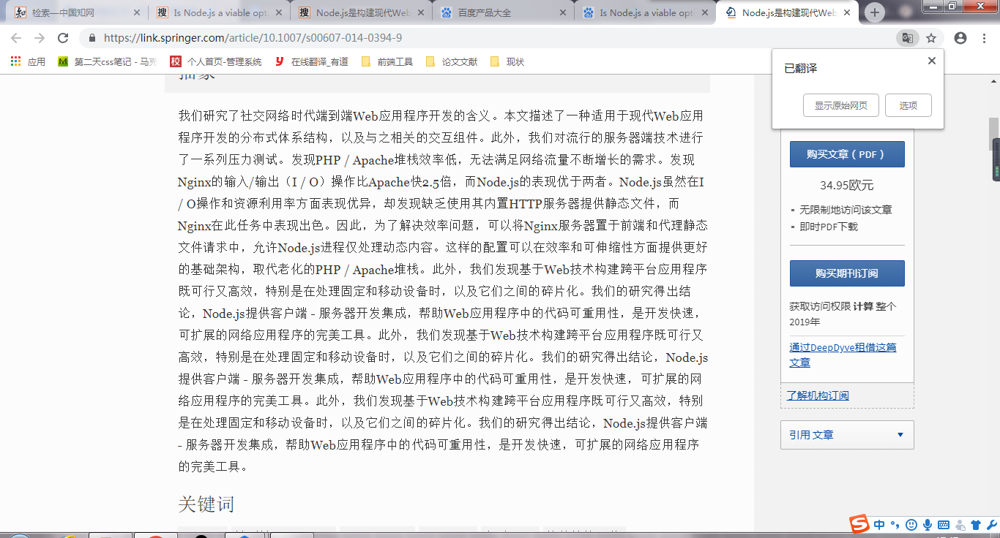 检索—中国知网
Is Node.js a viable opti
Node.js是构建现代Web
百度产品大全
Is Node.js a viable opti
Node.js是构建现代Web
https://link.springer.com/article/10.1007/s00607-014-0394-9
应用
第二天css笔记 - 马克
个人首页-管理系统
在线翻译_有道
前端工具
论文文献
现状
已翻译
显示原始网页
选项
抽象
我们研究了社交网络时代端到端Web应用程序开发的含义。本文描述了一种适用于现代Web应用
程序开发的分布式体系结构，以及与之相关的交互组件。此外，我们对流行的服务器端技术进行
了一系列压力测试。发现PHP / Apache堆栈效率低，无法满足网络流量不断增长的需求。发现
Nginx的输入/输出（I / O）操作比Apache快2.5倍，而Node.js的表现优于两者。Node.js虽然在I
/ O操作和资源利用率方面表现优异，却发现缺乏使用其内置HTTP服务器提供静态文件，而
Nginx在此任务中表现出色。因此，为了解决效率问题，可以将Nginx服务器置于前端和代理静态
文件请求中，允许Node.js进程仅处理动态内容。这样的配置可以在效率和可伸缩性方面提供更好
的基础架构，取代老化的PHP / Apache堆栈。此外，我们发现基于Web技术构建跨平台应用程序
既可行又高效，特别是在处理固定和移动设备时，以及它们之间的碎片化。我们的研究得出结
论，Node.js提供客户端 - 服务器开发集成，帮助Web应用程序中的代码可重用性，是开发快速，
可扩展的网络应用程序的完美工具。此外，我们发现基于Web技术构建跨平台应用程序既可行又
高效，特别是在处理固定和移动设备时，以及它们之间的碎片化。我们的研究得出结论，Node.js
提供客户端 - 服务器开发集成，帮助Web应用程序中的代码可重用性，是开发快速，可扩展的网
络应用程序的完美工具。此外，我们发现基于Web技术构建跨平台应用程序既可行又高效，特别
是在处理固定和移动设备时，以及它们之间的碎片化。我们的研究得出结论，Node.js提供客户端
- 服务器开发集成，帮助Web应用程序中的代码可重用性，是开发快速，可扩展的网络应用程序
的完美工具。
关键词
购买文章（PDF）
34.95欧元
无限制地访问该文章
即时PDF下载
购买期刊订阅
获取访问权限 计算 整个
2019年
通过DeepDyve租借这篇
文章
了解机构订阅
引用 文章
中